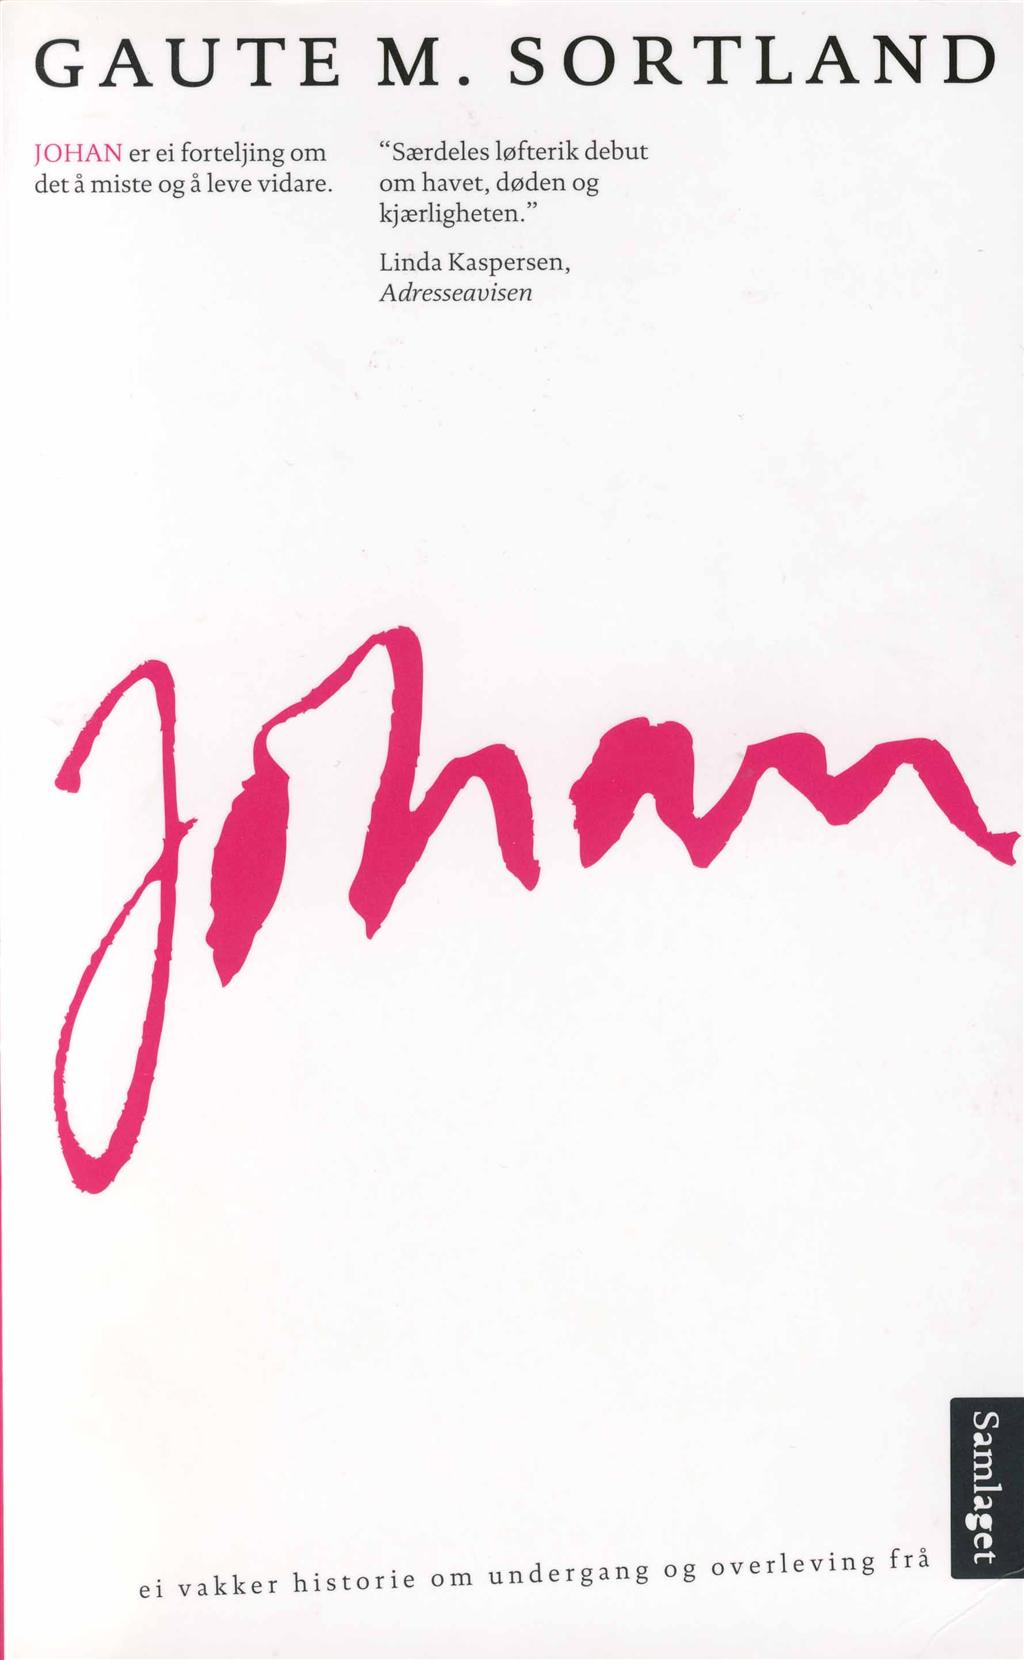 GAUTE M. SORTLAND
JOHAN er ei forteljing om
det å miste og å leve vidare.
“Særdeles løfterik debut
om havet, døden og
kjærligheten.”
Linda Kaspersen,
Adresseavisen
Johan
ei vakker historie om undergang og overleving frå
Samlaget